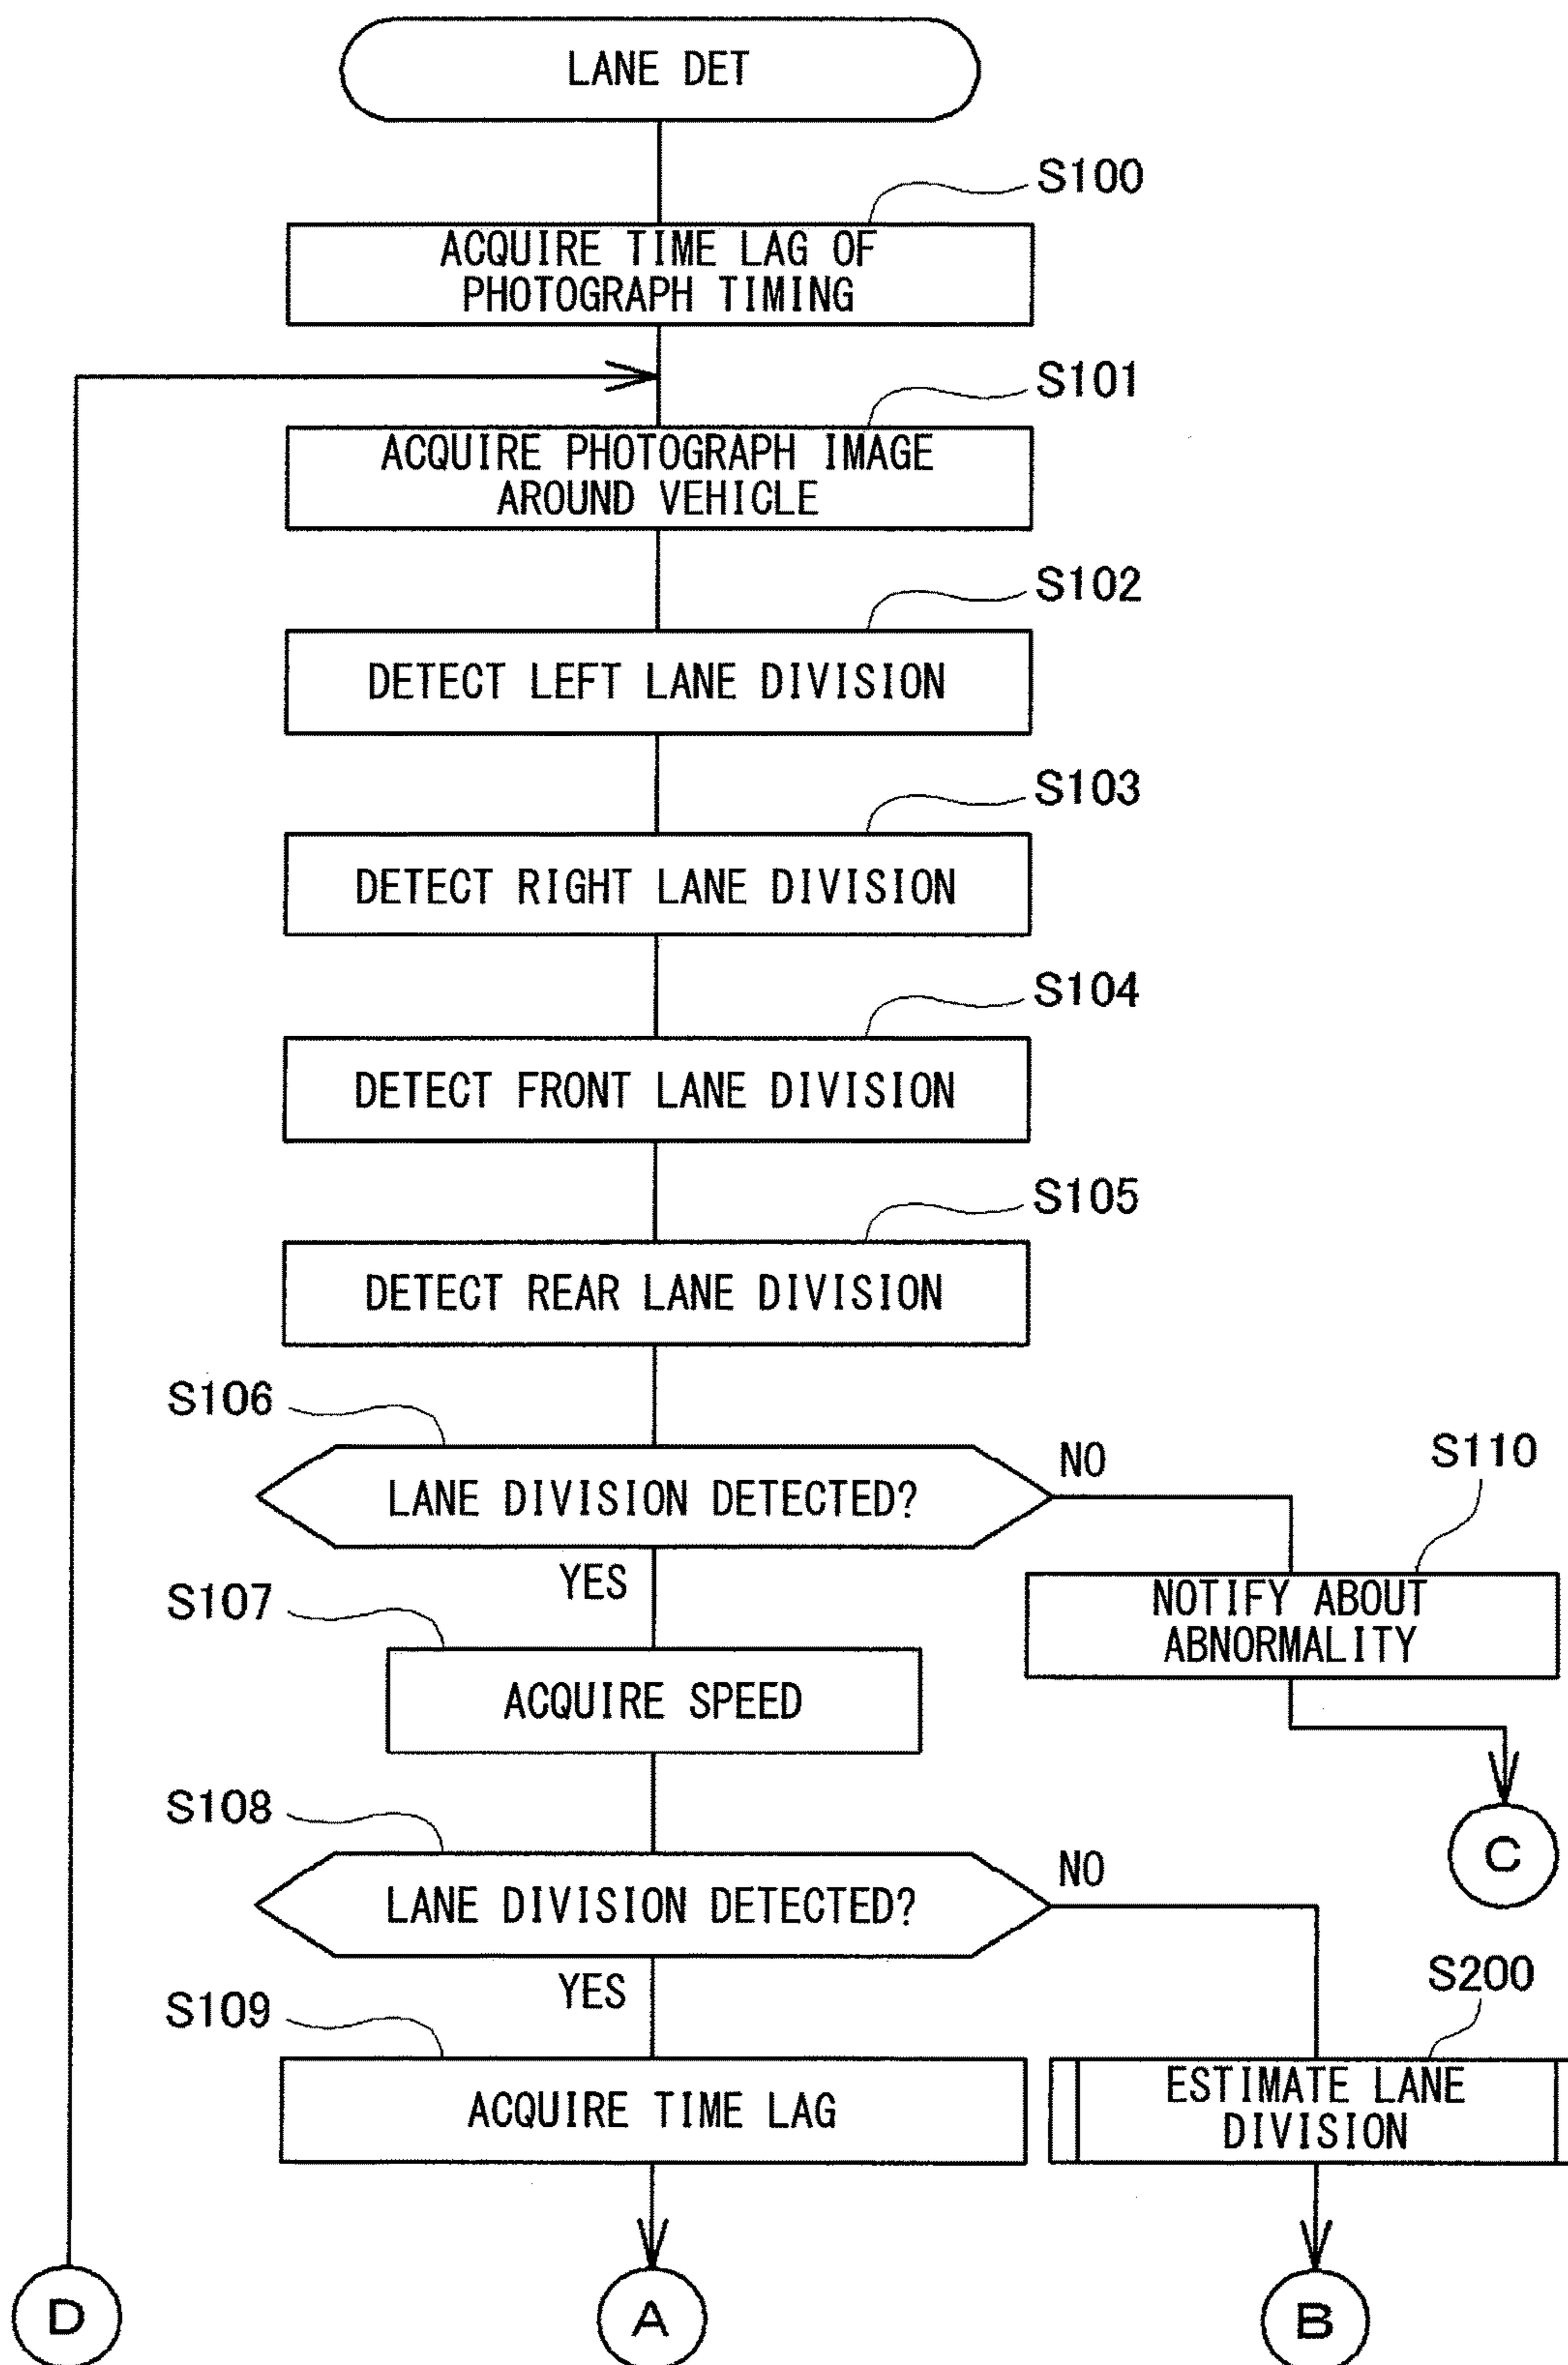 LANE DET
S100
ACQUIRE TIME LAG OF
PHOTOGRAPH TIMING
S101
ACQUIRE PHOTOGRAPH IMAGE
AROUND VEHICLE
S102
DETECT LEFT LANE DIVISION
S103
DETECT RIGHT LANE DIVISION
S104
DETECT FRONT LANE DIVISION
S105
DETECT REAR LANE DIVISION
S106
LANE DIVISION DETECTED?
NO
YES
S110
NOTIFY ABOUT
ABNORMALITY
C
S107
ACQUIRE SPEED
S108
LANE DIVISION DETECTED?
NO
YES
S109
ACQUIRE TIME LAG
S200
ESTIMATE LANE
DIVISION
D
A
B